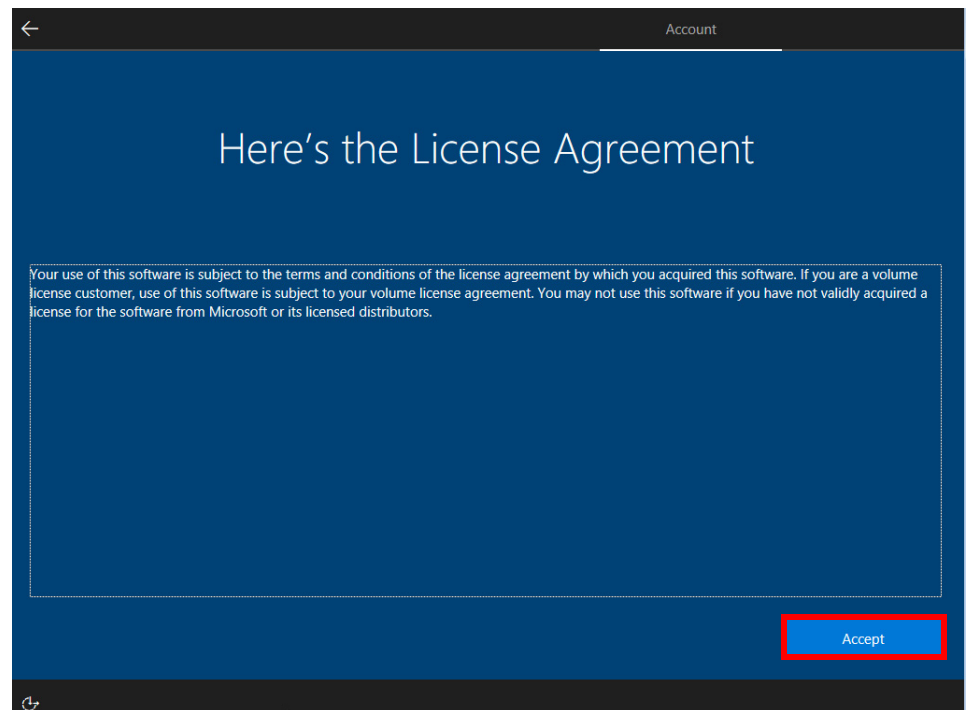 Account
Here’s the License Agreement
Your use of this software is subject to the terms and conditions of the license agreement by which you acquired this software. If you are a volume
license customer, use of this software is subject to your volume license agreement. You may not use this software if you have not validly acquired a
license for the software from Microsoft or its licensed distributors.
Accept